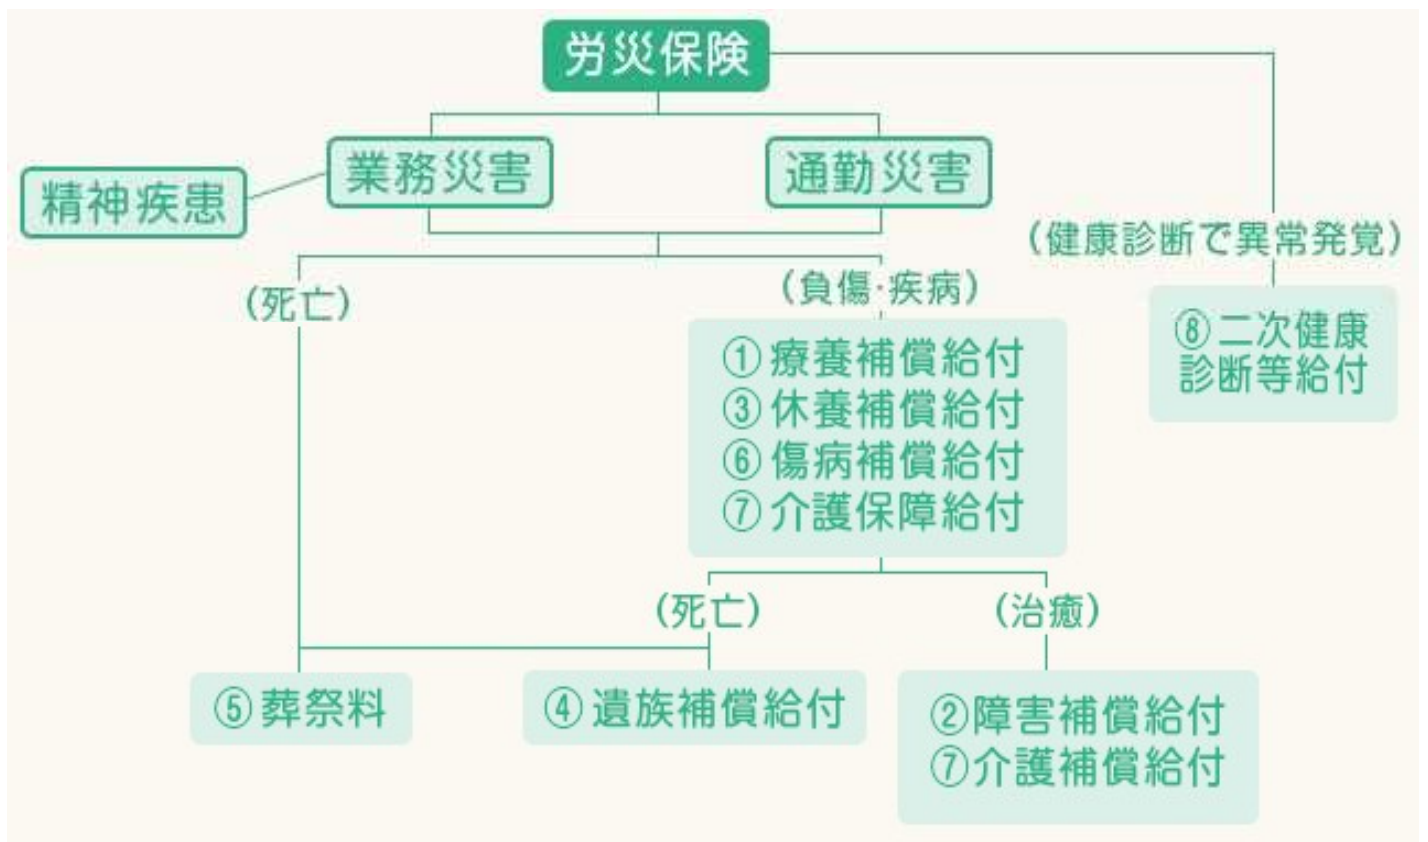 労災保険
業務災害
通勤災害
精神疾患
(健康診断で異常発覚)
(死亡)
(負傷·疾病)
①療養補償給付
③休養補償給付
⑥傷病補償給付
⑦介護保障給付
⑧二次健康
診断等給付
(死亡)
(治癒)
⑤葬祭料
④遺族補償給付
②障害補償給付
⑦介護補償給付